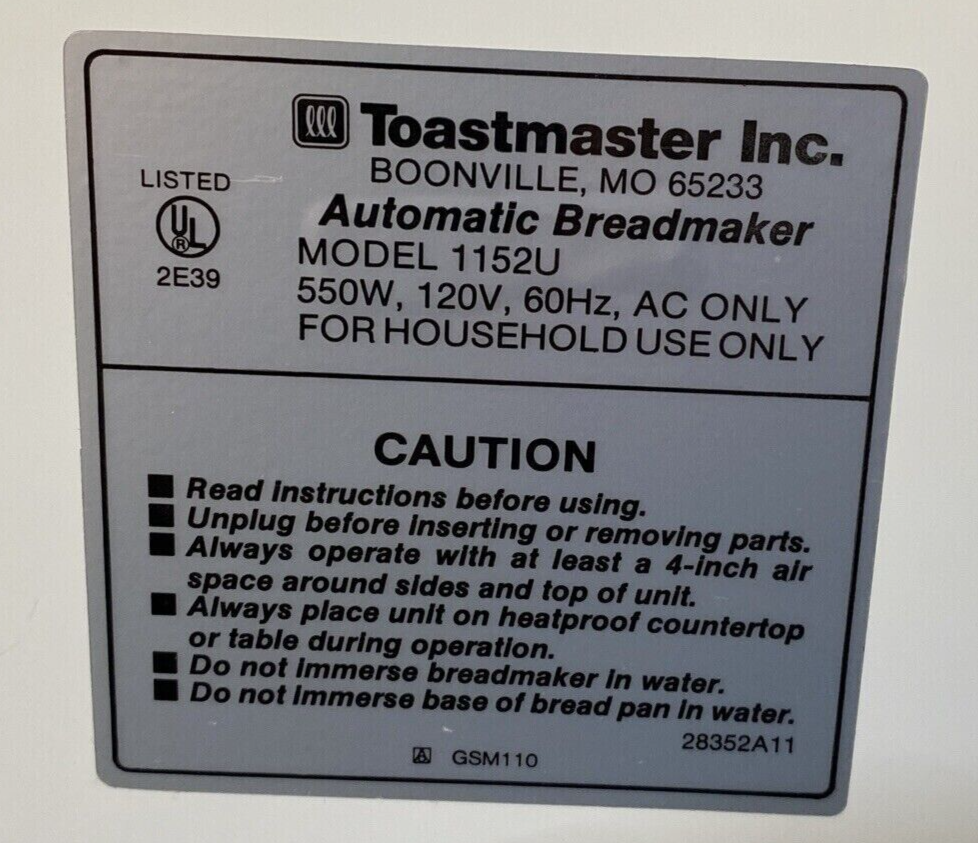 Toastmaster Inc.
BOONVILLE, MO 65233
LISTED
UL
®
2E39
Automatic Breadmaker
MODEL 1152U
550W, 120V, 60Hz, AC ONLY
FOR HOUSEHOLD USE ONLY
CAUTION
■ Read instructions before using.
■ Unplug before inserting or removing parts.
■ Always operate with at least a 4-inch air
space around sides and top of unit.
■ Always place unit on heatproof countertop
or table during operation.
■ Do not immerse breadmaker in water.
■ Do not immerse base of bread pan in water.
28352A11
A GSM110